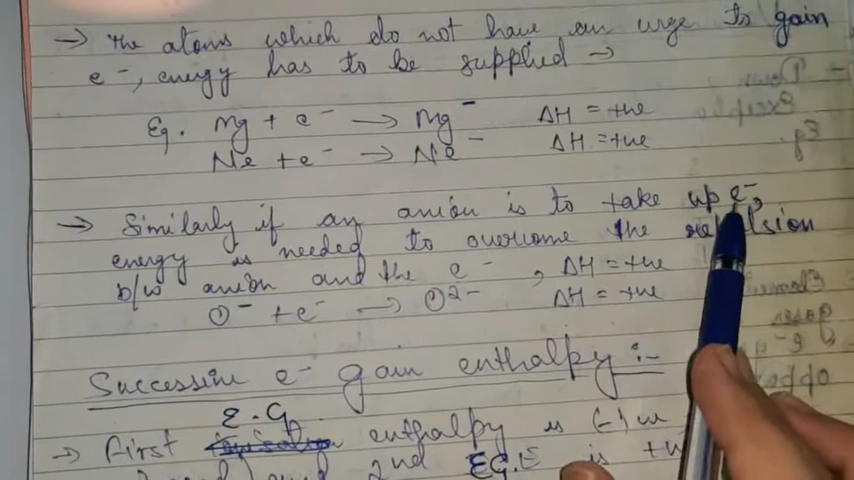 → The atoms which do not have an urge to gain
e⁻, energy has to be supplied →
Eg. Mg + e⁻ → Mg⁻ ΔH = +ve
Ne + e⁻ → Ne⁻ ΔH = +ve
→ Similarly if an anion is to take up e⁻,
energy is needed to overcome the
b/w anion and the e⁻, ΔH = +ve
O⁻ + e⁻ → O²⁻ ΔH = +ve
Successive e⁻ gain enthalpy :-
E.G.
→ First enthalpy is (-)ve
and 2nd EG.E is +ve